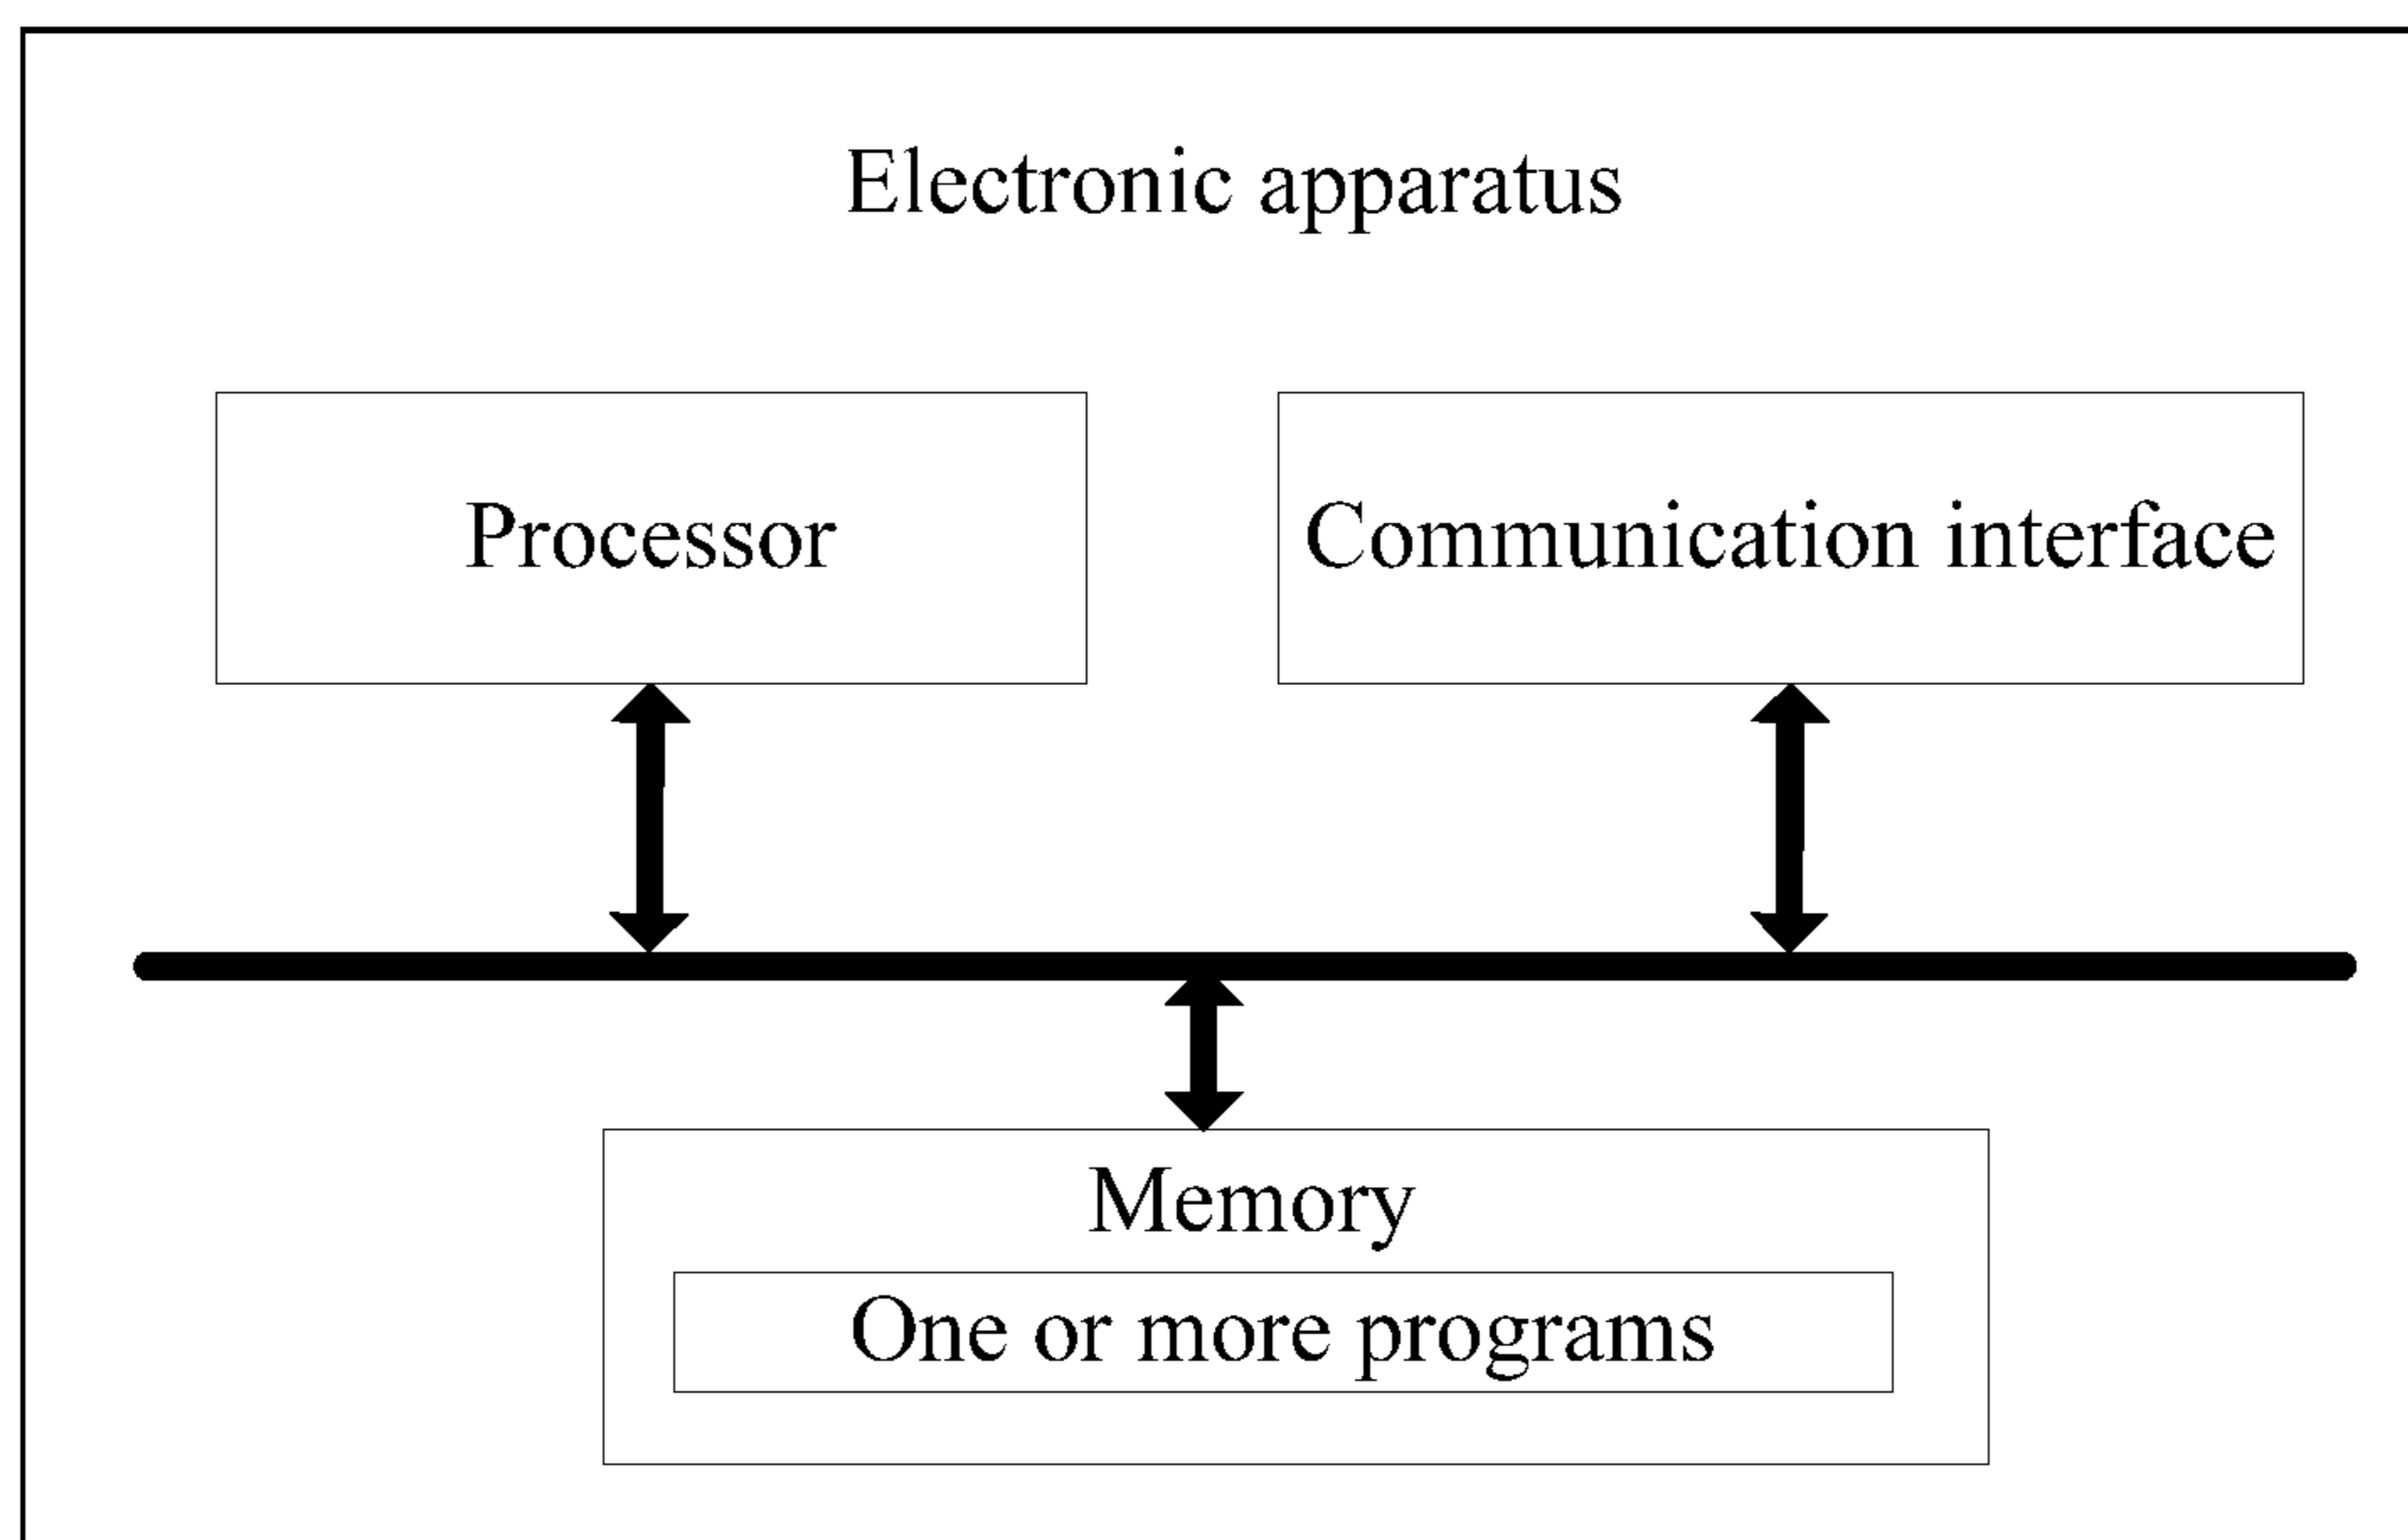 Electronic apparatus
Processor
Communication interface
Memory
One or more programs